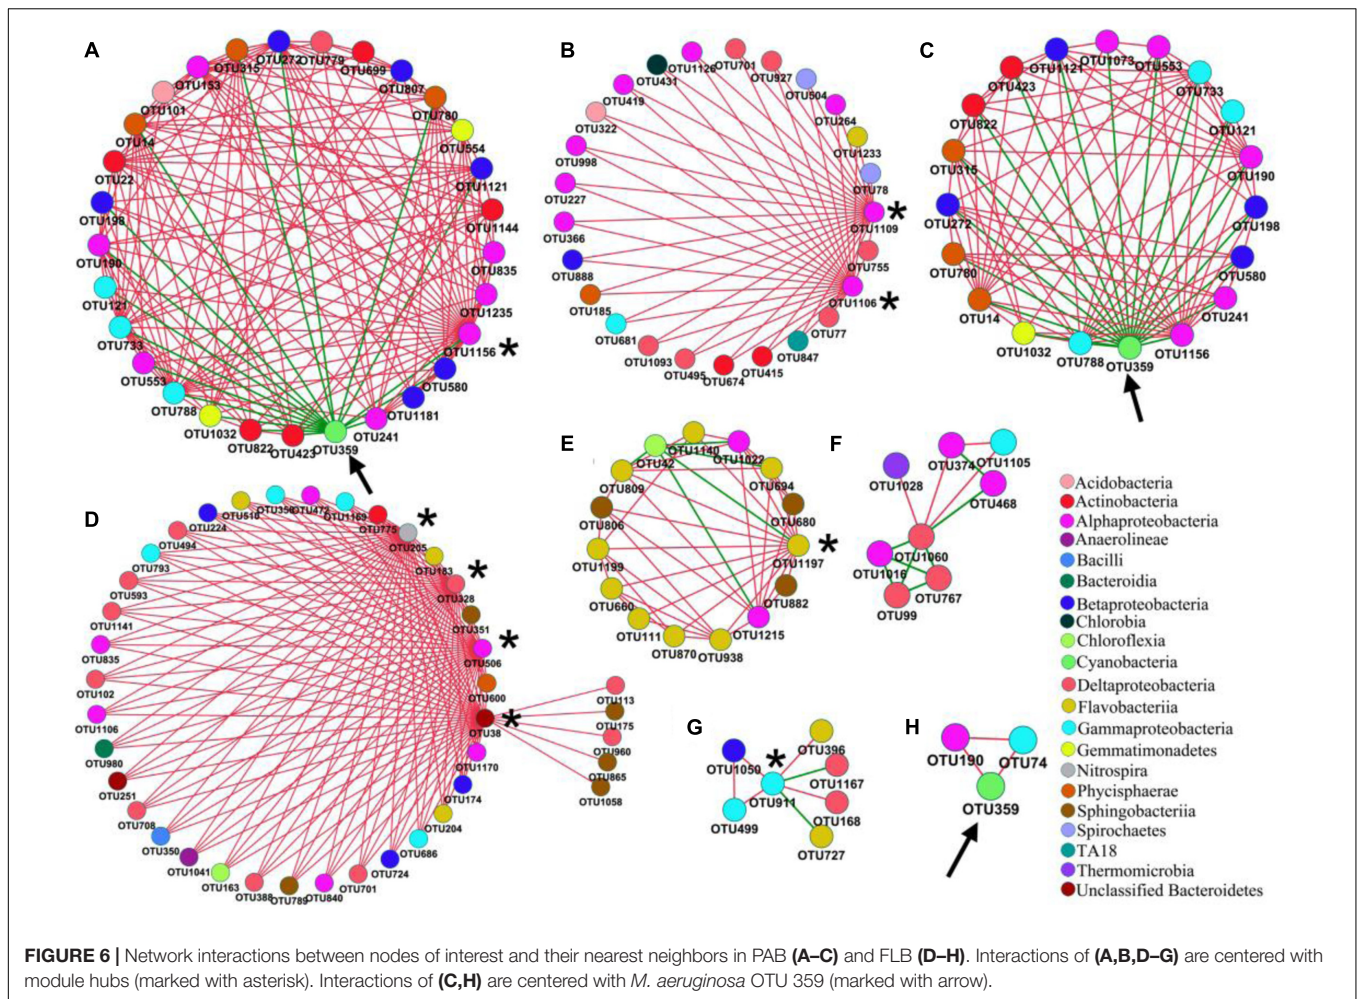 A
OTU315
OTU272
OTU779
OTU699
OTU807
OTU780
OTU554
OTU1121
OTU1144
OTU835
OTU1235
OTU1156
*
OTU580
OTU1181
OTU241
OTU359
OTU423
OTU822
OTU1032
OTU788
OTU553
OTU733
OTU121
OTU190
OTU198
OTU22
OTU14
OTU101
OTU153
B
OTU431
OTU1126
OTU701
OTU927
OTU504
OTU264
OTU1233
OTU78
OTU1109
*
OTU755
OTU1106
*
OTU77
OTU847
OTU415
OTU674
OTU495
OTU1093
OTU681
OTU185
OTU888
OTU366
OTU227
OTU998
OTU322
OTU419
C
OTU1121
OTU1073
OTU553
OTU733
OTU121
OTU190
OTU198
OTU580
OTU241
OTU1156
OTU359
OTU788
OTU1032
OTU14
OTU780
OTU272
OTU315
OTU822
OTU423
D
OTU510
OTU472
OTU1169
OTU775
OTU205
*
OTU183
OTU328
*
OTU351
OTU506
*
OTU600
OTU38
*
OTU113
OTU175
OTU960
OTU865
OTU1058
OTU1170
OTU174
OTU204
OTU686
OTU724
OTU701
OTU840
OTU789
OTU388
OTU163
OTU1041
OTU350
OTU708
OTU251
OTU980
OTU1106
OTU102
OTU835
OTU1141
OTU593
OTU793
OTU494
OTU224
E
OTU42
OTU1140
OTU1022
OTU694
OTU680
OTU1197
*
OTU882
OTU1215
OTU938
OTU870
OTU111
OTU660
OTU1199
OTU806
OTU809
F
OTU374
OTU1105
OTU1028
OTU468
OTU1060
OTU1016
OTU767
OTU99
G
OTU1050
*
OTU396
OTU1167
OTU911
OTU168
OTU499
OTU727
H
OTU190
OTU74
OTU359
Acidobacteria
Actinobacteria
Alphaproteobacteria
Anaerolineae
Bacilli
Bacteroidia
Betaproteobacteria
Chlorobia
Chloroflexia
Cyanobacteria
Deltaproteobacteria
Flavobacteriia
Gammaproteobacteria
Gemmatimonadetes
Nitrospira
Phycisphaerae
Sphingobacteriia
Spirochaetes
TA18
Thermomicrobia
Unclassified Bacteroidetes
FIGURE 6 | Network interactions between nodes of interest and their nearest neighbors in PAB (A–C) and FLB (D–H). Interactions of (A,B,D–G) are centered with
module hubs (marked with asterisk). Interactions of (C,H) are centered with M. aeruginosa OTU 359 (marked with arrow).